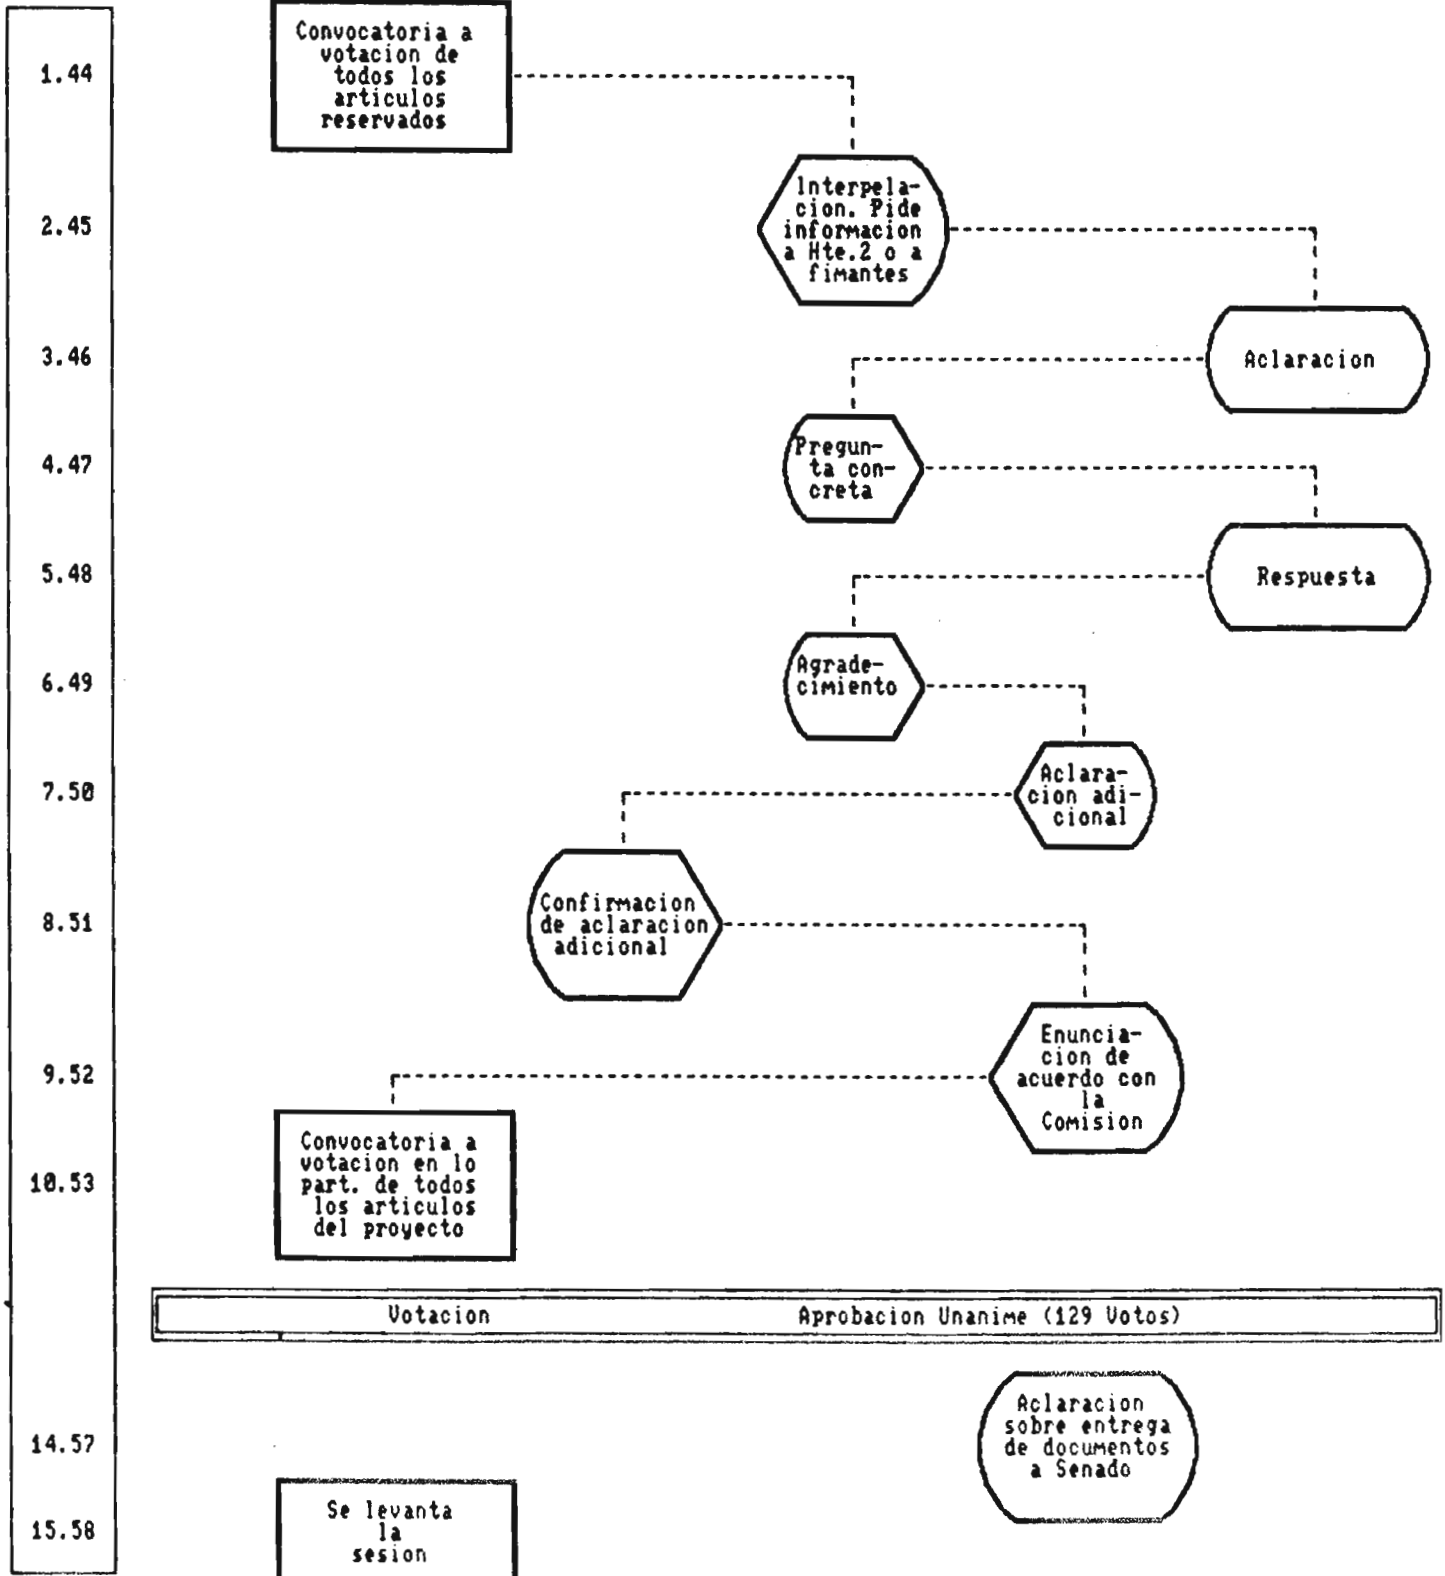 1.44
Convocatoria a
votacion de
todos los
articulos
reservados
2.45
Interpela-
cion. Pide
informacion
a Hte.2 o a
fimantes
3.46
Aclaracion
4.47
Pregun-
ta con-
creta
5.48
Respuesta
6.49
Agrade-
cimiento
7.50
Aclara-
cion adi-
cional
8.51
Confirmacion
de aclaracion
adicional
9.52
Enuncia-
cion de
acuerdo con
la
Comision
10.53
Convocatoria a
votacion en lo
part. de todos
los articulos
del proyecto
Votacion Aprobacion Unanime (129 Votos)
14.57
Aclaracion
sobre entrega
de documentos
a Senado
15.58
Se levanta
la
sesion